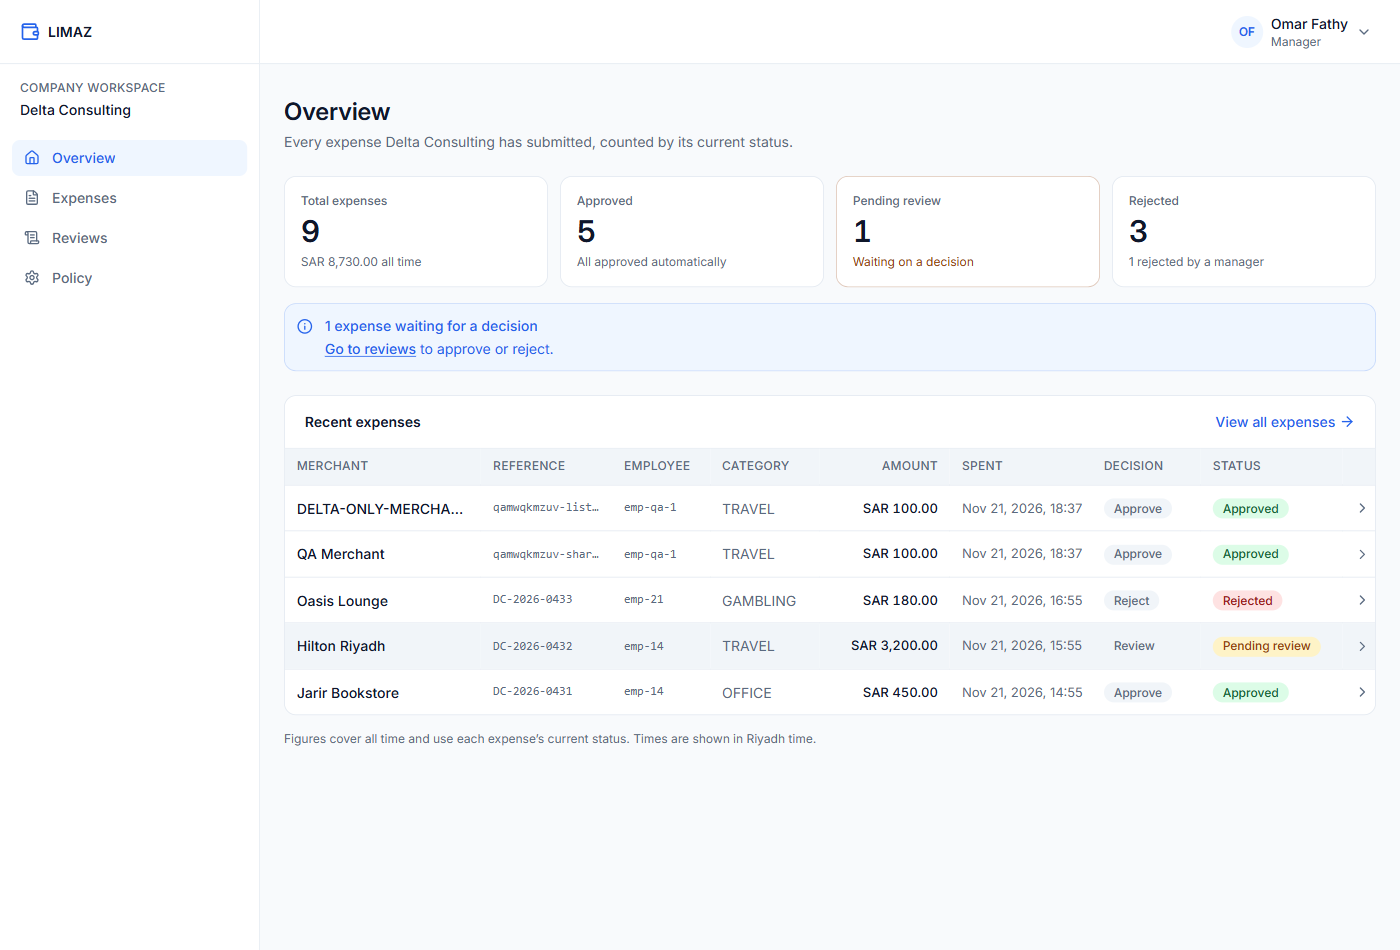 LIMAZ
OF
Omar Fathy
Manager
COMPANY WORKSPACE
Delta Consulting
Overview
Expenses
Reviews
Policy
Overview
Every expense Delta Consulting has submitted, counted by its current status.
Total expenses
9
SAR 8,730.00 all time
Approved
5
All approved automatically
Pending review
1
Waiting on a decision
Rejected
3
1 rejected by a manager
1 expense waiting for a decision
Go to reviews to approve or reject.
Recent expenses
View all expenses →
MERCHANT REFERENCE EMPLOYEE CATEGORY AMOUNT SPENT DECISION STATUS
DELTA-ONLY-MERCHA... qamwqkmzuv-list… emp-qa-1 TRAVEL SAR 100.00 Nov 21, 2026, 18:37 Approve Approved
QA Merchant qamwqkmzuv-shar… emp-qa-1 TRAVEL SAR 100.00 Nov 21, 2026, 18:37 Approve Approved
Oasis Lounge DC-2026-0433 emp-21 GAMBLING SAR 180.00 Nov 21, 2026, 16:55 Reject Rejected
Hilton Riyadh DC-2026-0432 emp-14 TRAVEL SAR 3,200.00 Nov 21, 2026, 15:55 Review Pending review
Jarir Bookstore DC-2026-0431 emp-14 OFFICE SAR 450.00 Nov 21, 2026, 14:55 Approve Approved
Figures cover all time and use each expense’s current status. Times are shown in Riyadh time.